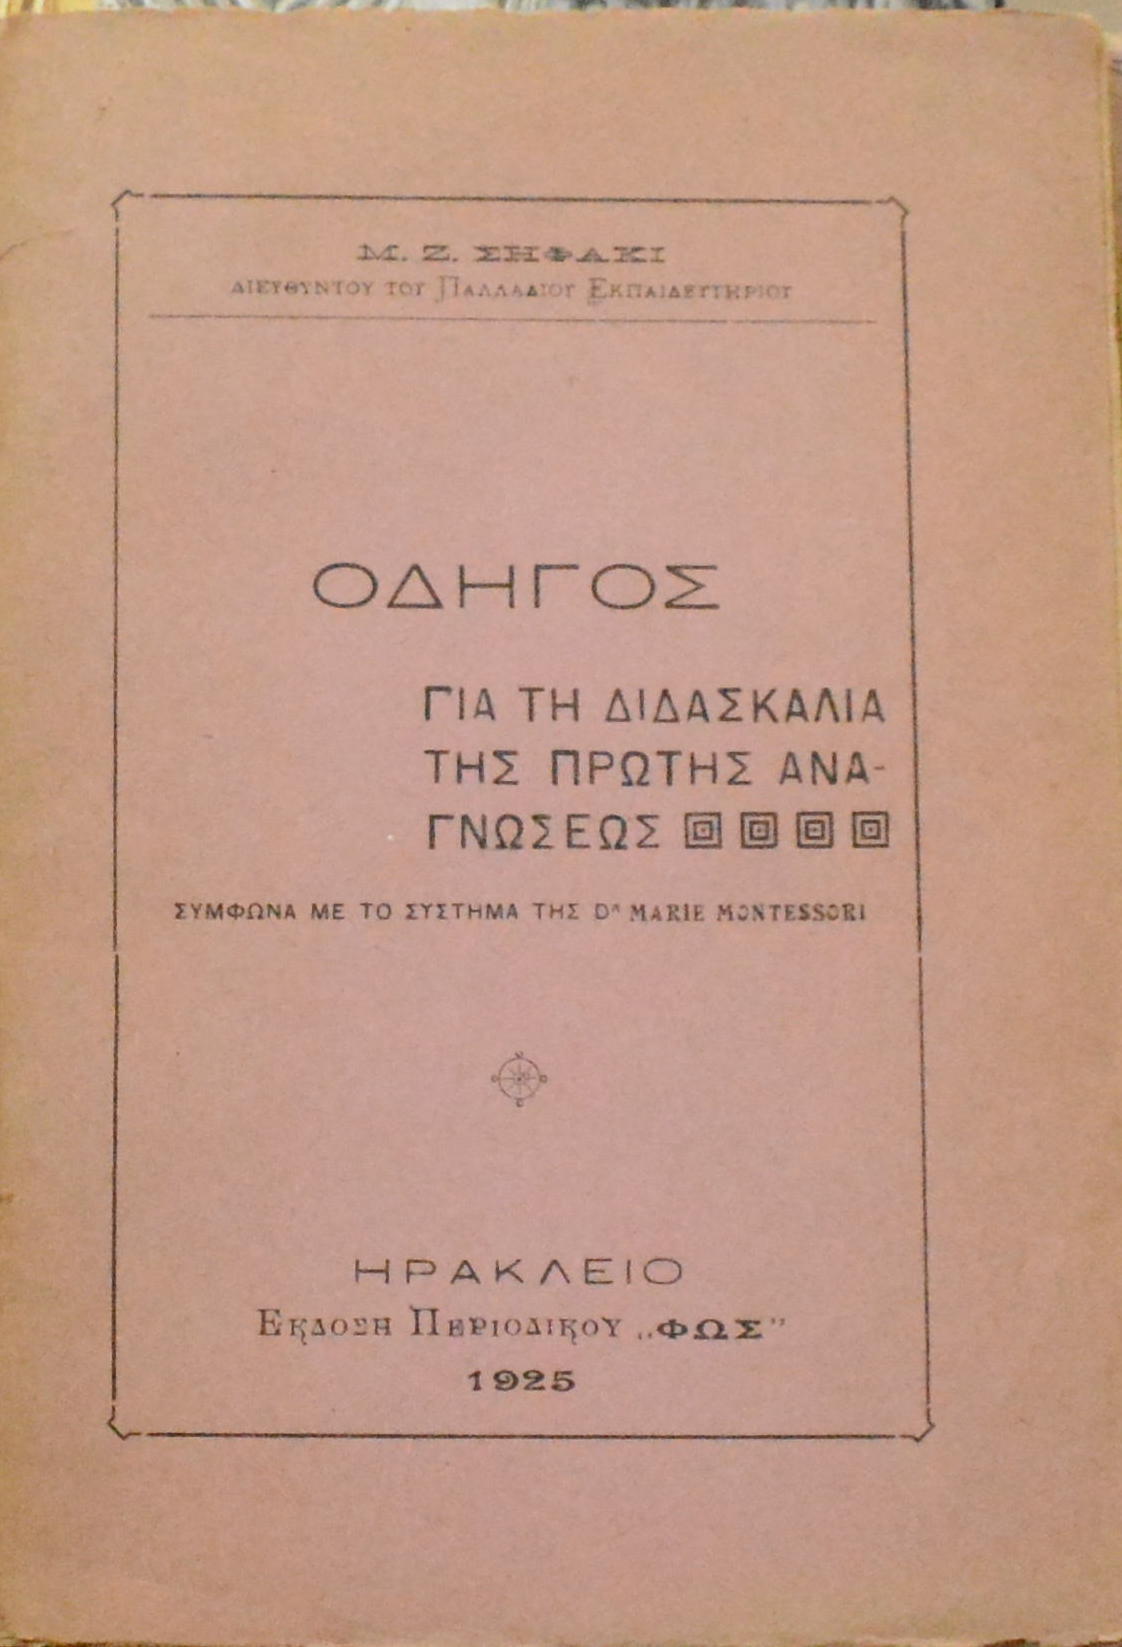 Μ. Ζ. ΣΗΦΑΚΙ
ΔΙΕΥΘΥΝΤΟΥ ΤΟΥ ΠΑΛΛΑΔΙΟΥ ΕΚΠΑΙΔΕΥΤΗΡΙΟΥ
ΟΔΗΓΟΣ
ΓΙΑ ΤΗ ΔΙΔΑΣΚΑΛΙΑ
ΤΗΣ ΠΡΩΤΗΣ ΑΝΑ-
ΓΝΩΣΕΩΣ
ΣΥΜΦΩΝΑ ΜΕ ΤΟ ΣΥΣΤΗΜΑ ΤΗΣ Dᴬ MARIE MONTESSORI
ΗΡΑΚΛΕΙΟ
ΕΚΔΟΣΗ ΠΕΡΙΟΔΙΚΟΥ „ΦΩΣ”
1925